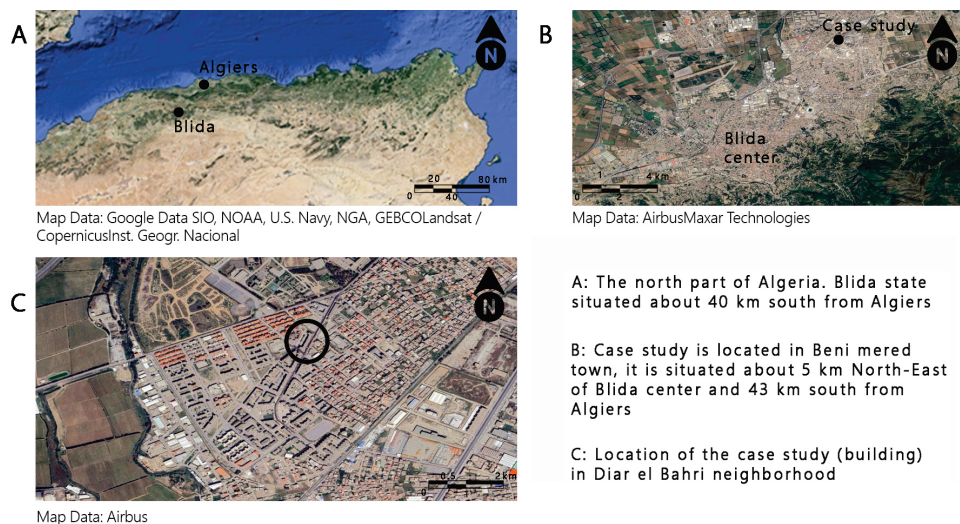 A
N
Algiers
Blida
20
80 km
0
40
Map Data: Google Data SIO, NOAA, U.S. Navy, NGA, GEBCOLandsat /
CopernicusInst. Geogr. Nacional
B
Case study
N
Blida
center
1
4 km
0
2
Map Data: AirbusMaxar Technologies
C
N
0.5
2 km
0
1
Map Data: Airbus
A: The north part of Algeria. Blida state
situated about 40 km south from Algiers
B: Case study is located in Beni mered
town, it is situated about 5 km North-East
of Blida center and 43 km south from
Algiers
C: Location of the case study (building)
in Diar el Bahri neighborhood